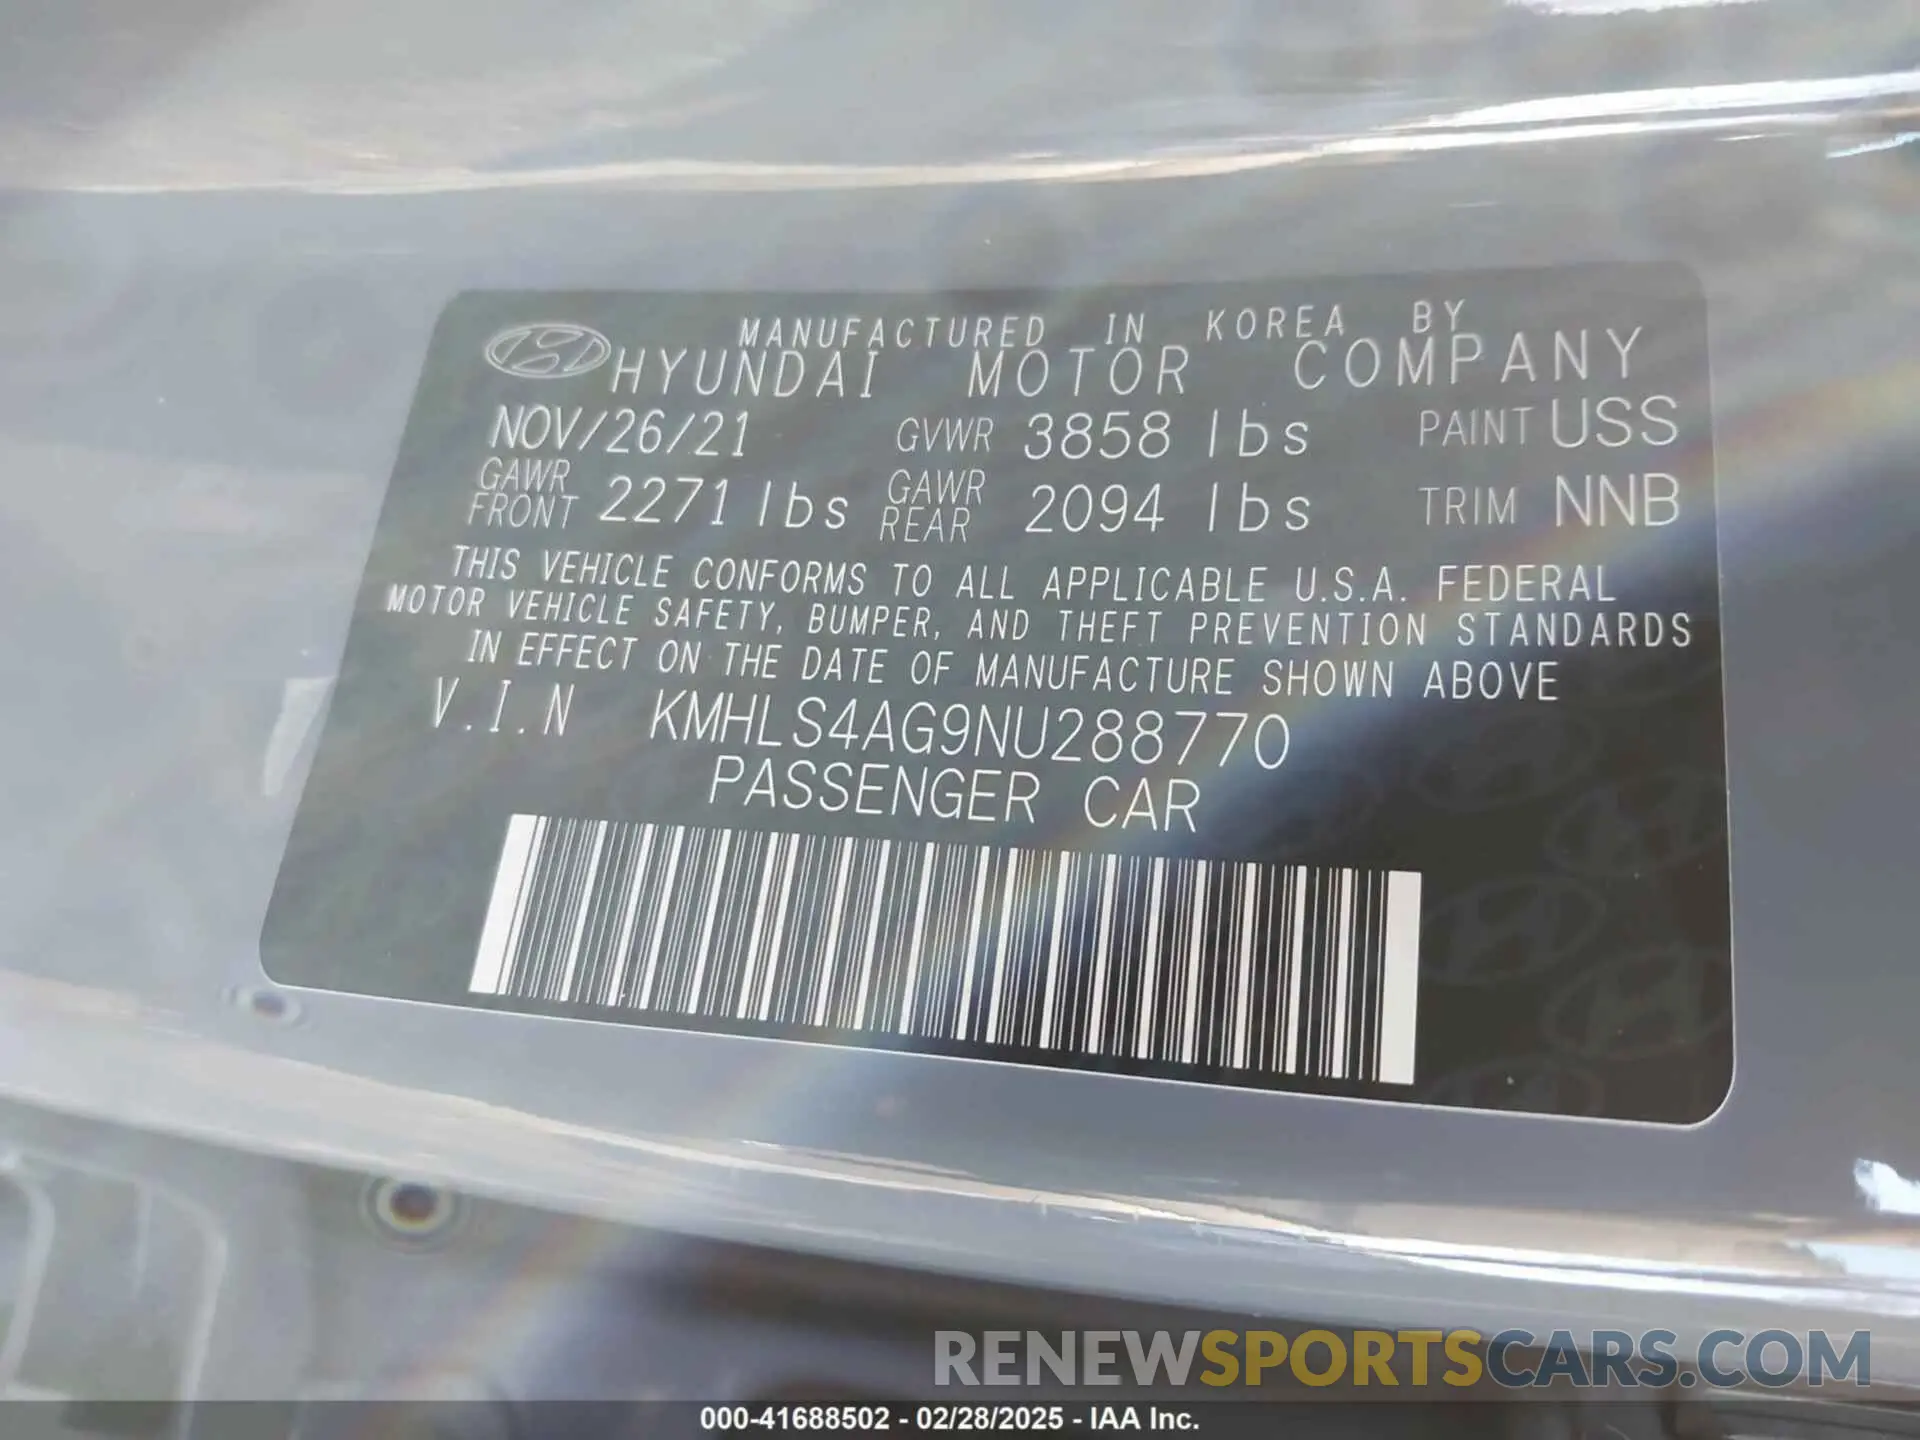 MANUFACTURED IN KOREA BY
HYUNDAI MOTOR COMPANY
NOV/26/21 GVWR 3858 lbs PAINT USS
GAWR FRONT 2271 lbs GAWR REAR 2094 lbs TRIM NNB
THIS VEHICLE CONFORMS TO ALL APPLICABLE U.S.A. FEDERAL
MOTOR VEHICLE SAFETY, BUMPER, AND THEFT PREVENTION STANDARDS
IN EFFECT ON THE DATE OF MANUFACTURE SHOWN ABOVE
V.I.N KMHLS4AG9NU288770
PASSENGER CAR
RENEWSPORTSCARS.COM
000-41688502 - 02/28/2025 - IAA Inc.